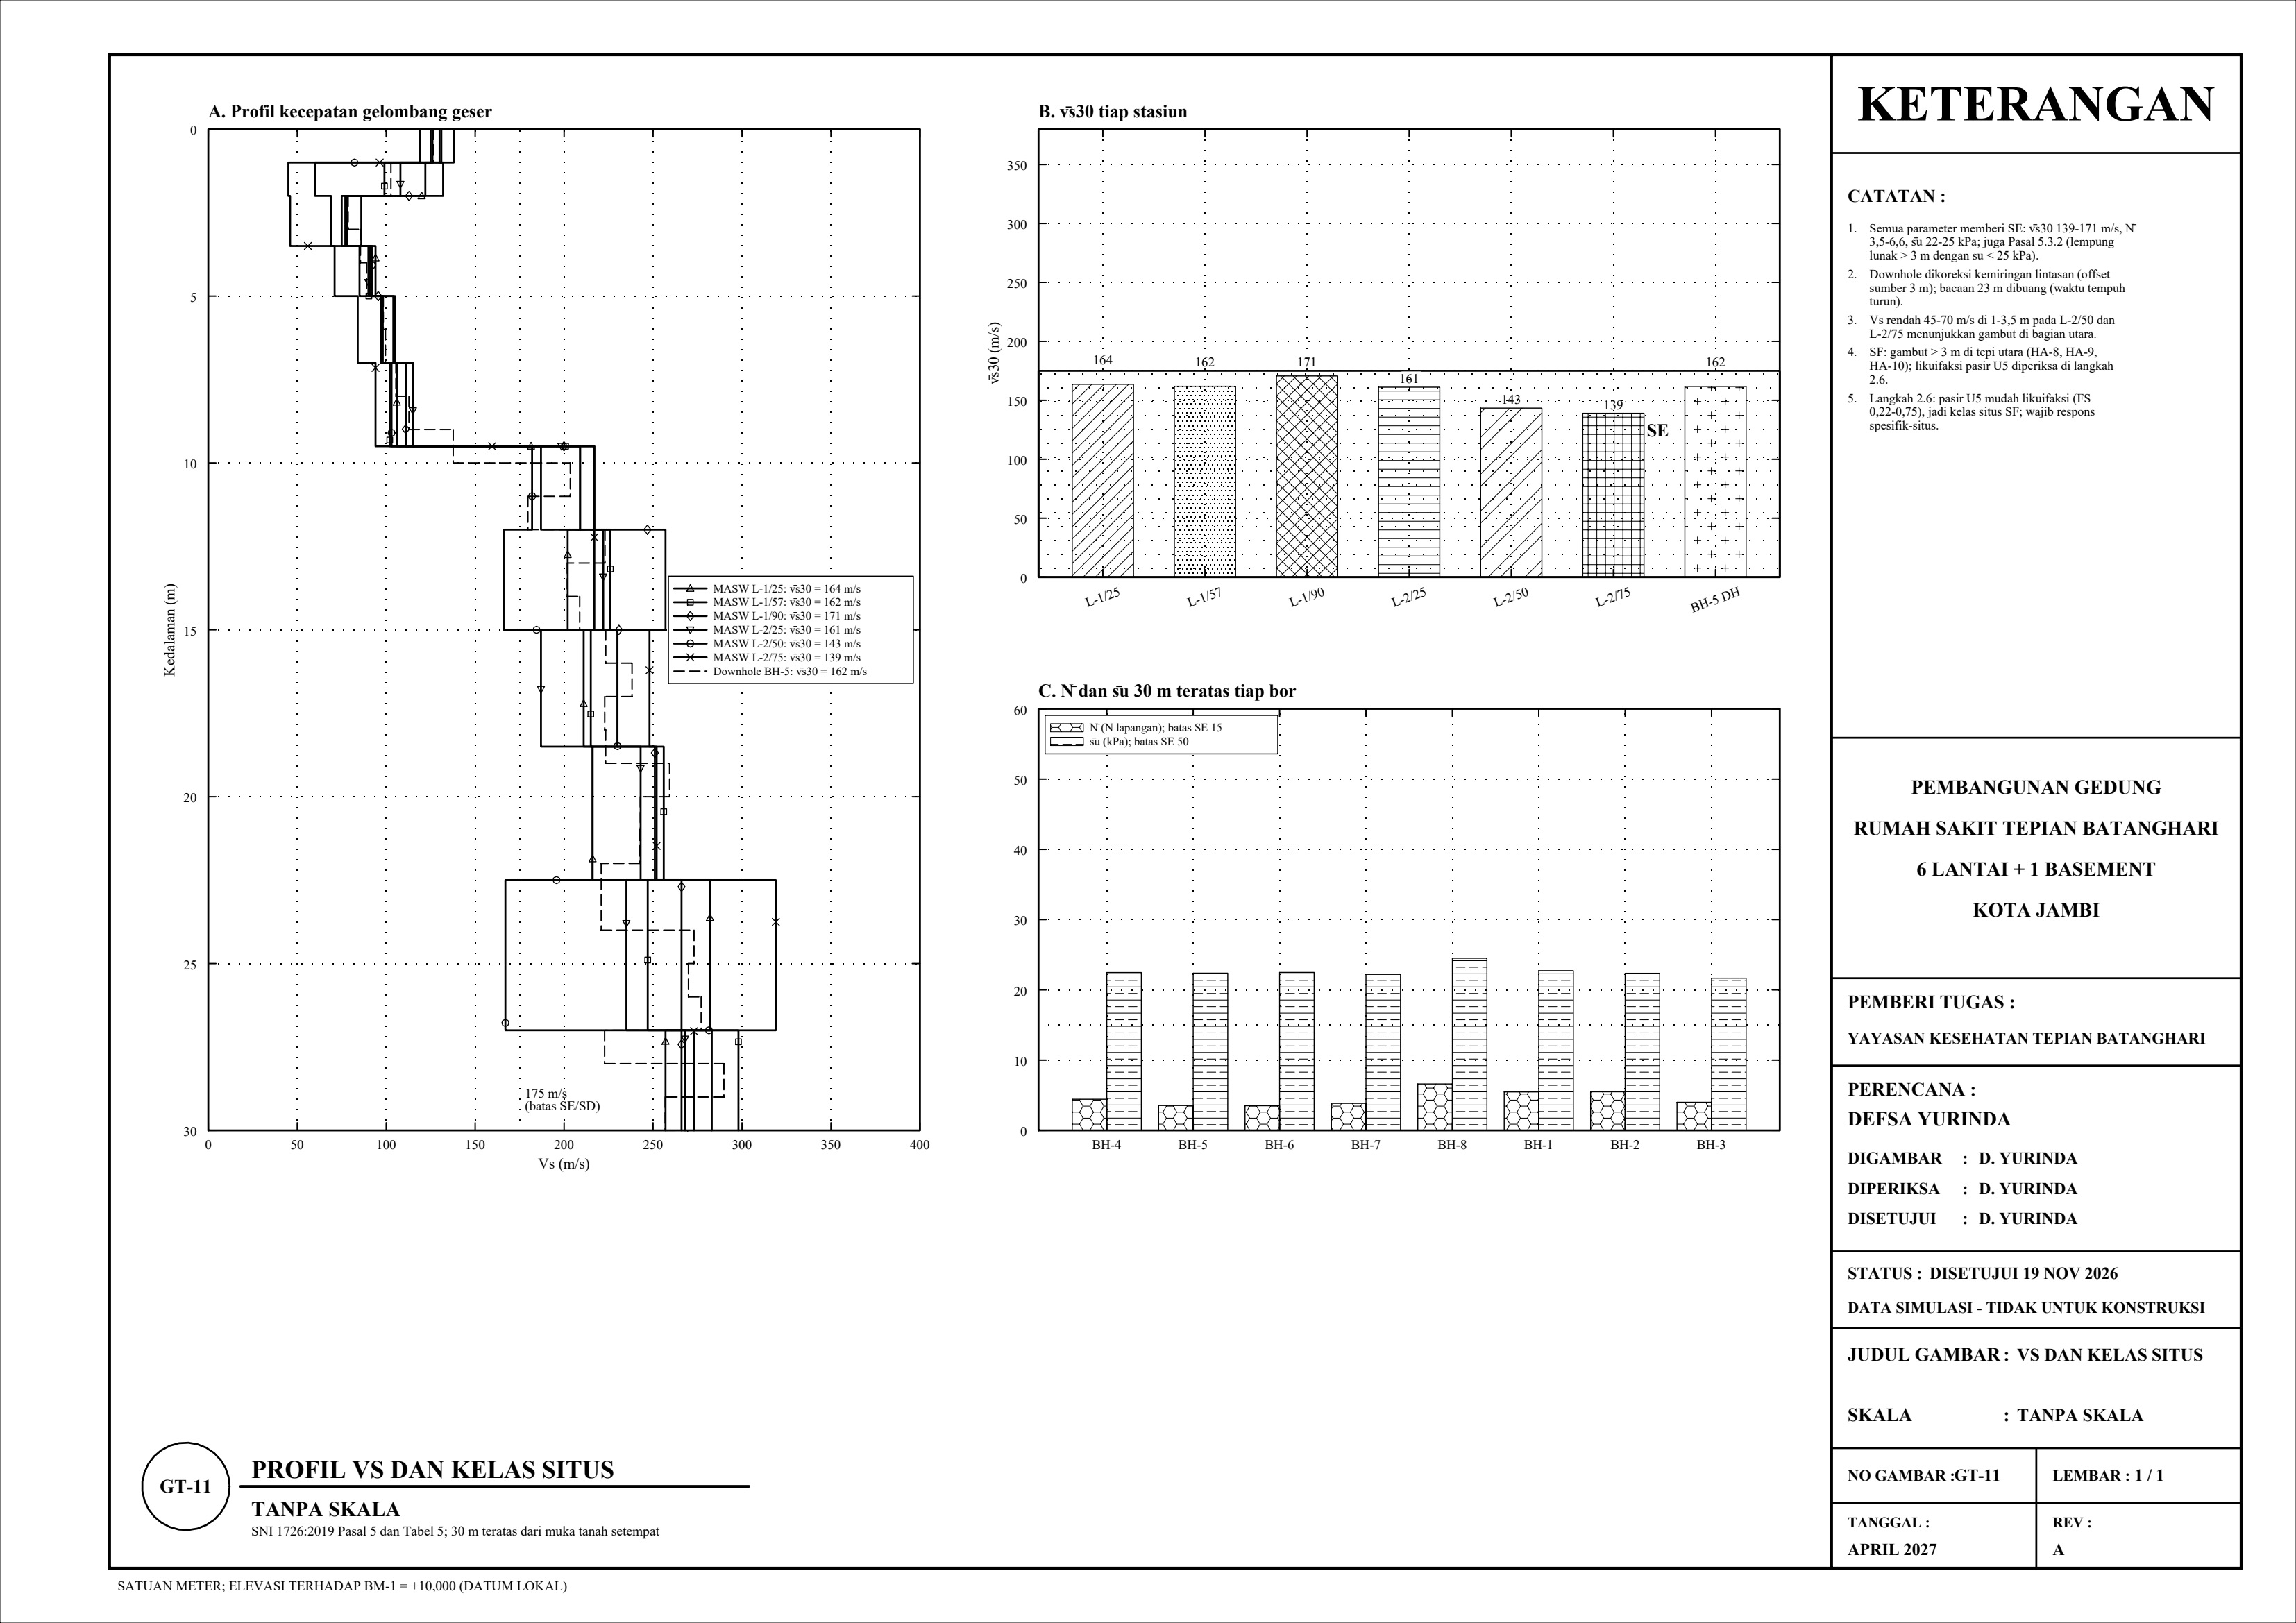 A. Profil kecepatan gelombang geser
0
5
10
15
20
25
30
Kedalaman (m)
0 50 100 150 200 250 300 350 400
Vs (m/s)
MASW L-1/25: v̄s30 = 164 m/s
MASW L-1/57: v̄s30 = 162 m/s
MASW L-1/90: v̄s30 = 171 m/s
MASW L-2/25: v̄s30 = 161 m/s
MASW L-2/50: v̄s30 = 143 m/s
MASW L-2/75: v̄s30 = 139 m/s
Downhole BH-5: v̄s30 = 162 m/s
175 m/s
(batas SE/SD)
B. v̄s30 tiap stasiun
350
300
250
200
150
100
50
0
v̄s30 (m/s)
164 162 171 161 143 139 162
SE
L-1/25 L-1/57 L-1/90 L-2/25 L-2/50 L-2/75 BH-5 DH
C. N̄ dan s̄u 30 m teratas tiap bor
60
50
40
30
20
10
0
N̄ (N lapangan); batas SE 15
s̄u (kPa); batas SE 50
BH-4 BH-5 BH-6 BH-7 BH-8 BH-1 BH-2 BH-3
GT-11
PROFIL VS DAN KELAS SITUS
TANPA SKALA
SNI 1726:2019 Pasal 5 dan Tabel 5; 30 m teratas dari muka tanah setempat
SATUAN METER; ELEVASI TERHADAP BM-1 = +10,000 (DATUM LOKAL)
KETERANGAN
CATATAN :
1. Semua parameter memberi SE: v̄s30 139-171 m/s, N̄
3,5-6,6, s̄u 22-25 kPa; juga Pasal 5.3.2 (lempung
lunak > 3 m dengan su < 25 kPa).
2. Downhole dikoreksi kemiringan lintasan (offset
sumber 3 m); bacaan 23 m dibuang (waktu tempuh
turun).
3. Vs rendah 45-70 m/s di 1-3,5 m pada L-2/50 dan
L-2/75 menunjukkan gambut di bagian utara.
4. SF: gambut > 3 m di tepi utara (HA-8, HA-9,
HA-10); likuifaksi pasir U5 diperiksa di langkah
2.6.
5. Langkah 2.6: pasir U5 mudah likuifaksi (FS
0,22-0,75), jadi kelas situs SF; wajib respons
spesifik-situs.
PEMBANGUNAN GEDUNG
RUMAH SAKIT TEPIAN BATANGHARI
6 LANTAI + 1 BASEMENT
KOTA JAMBI
PEMBERI TUGAS :
YAYASAN KESEHATAN TEPIAN BATANGHARI
PERENCANA :
DEFSA YURINDA
DIGAMBAR : D. YURINDA
DIPERIKSA : D. YURINDA
DISETUJUI : D. YURINDA
STATUS : DISETUJUI 19 NOV 2026
DATA SIMULASI - TIDAK UNTUK KONSTRUKSI
JUDUL GAMBAR : VS DAN KELAS SITUS
SKALA : TANPA SKALA
NO GAMBAR :GT-11
LEMBAR : 1 / 1
TANGGAL :
APRIL 2027
REV :
A